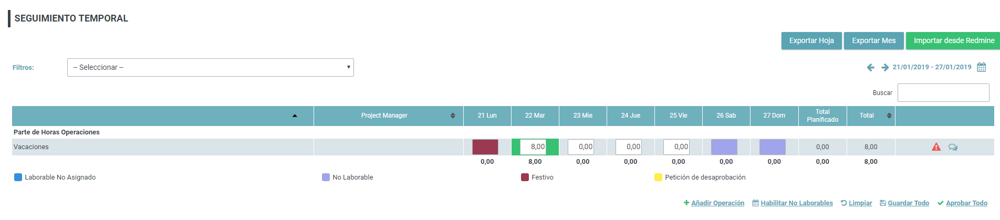 SEGUIMIENTO TEMPORAL
Exportar Hoja Exportar Mes Importar desde Redmine
Filtros: -- Seleccionar -- 21/01/2019 - 27/01/2019
Buscar
Project Manager 21 Lun 22 Mar 23 Mie 24 Jue 25 Vie 26 Sab 27 Dom Total Planificado Total
Parte de Horas Operaciones
Vacaciones 8,00 0,00 0,00 0,00 0,00 8,00
0,00 8,00 0,00 0,00 0,00 0,00 0,00 0,00 8,00
Laborable No Asignado No Laborable Festivo Petición de desaprobación
Añadir Operación Habilitar No Laborables Limpiar Guardar Todo Aprobar Todo